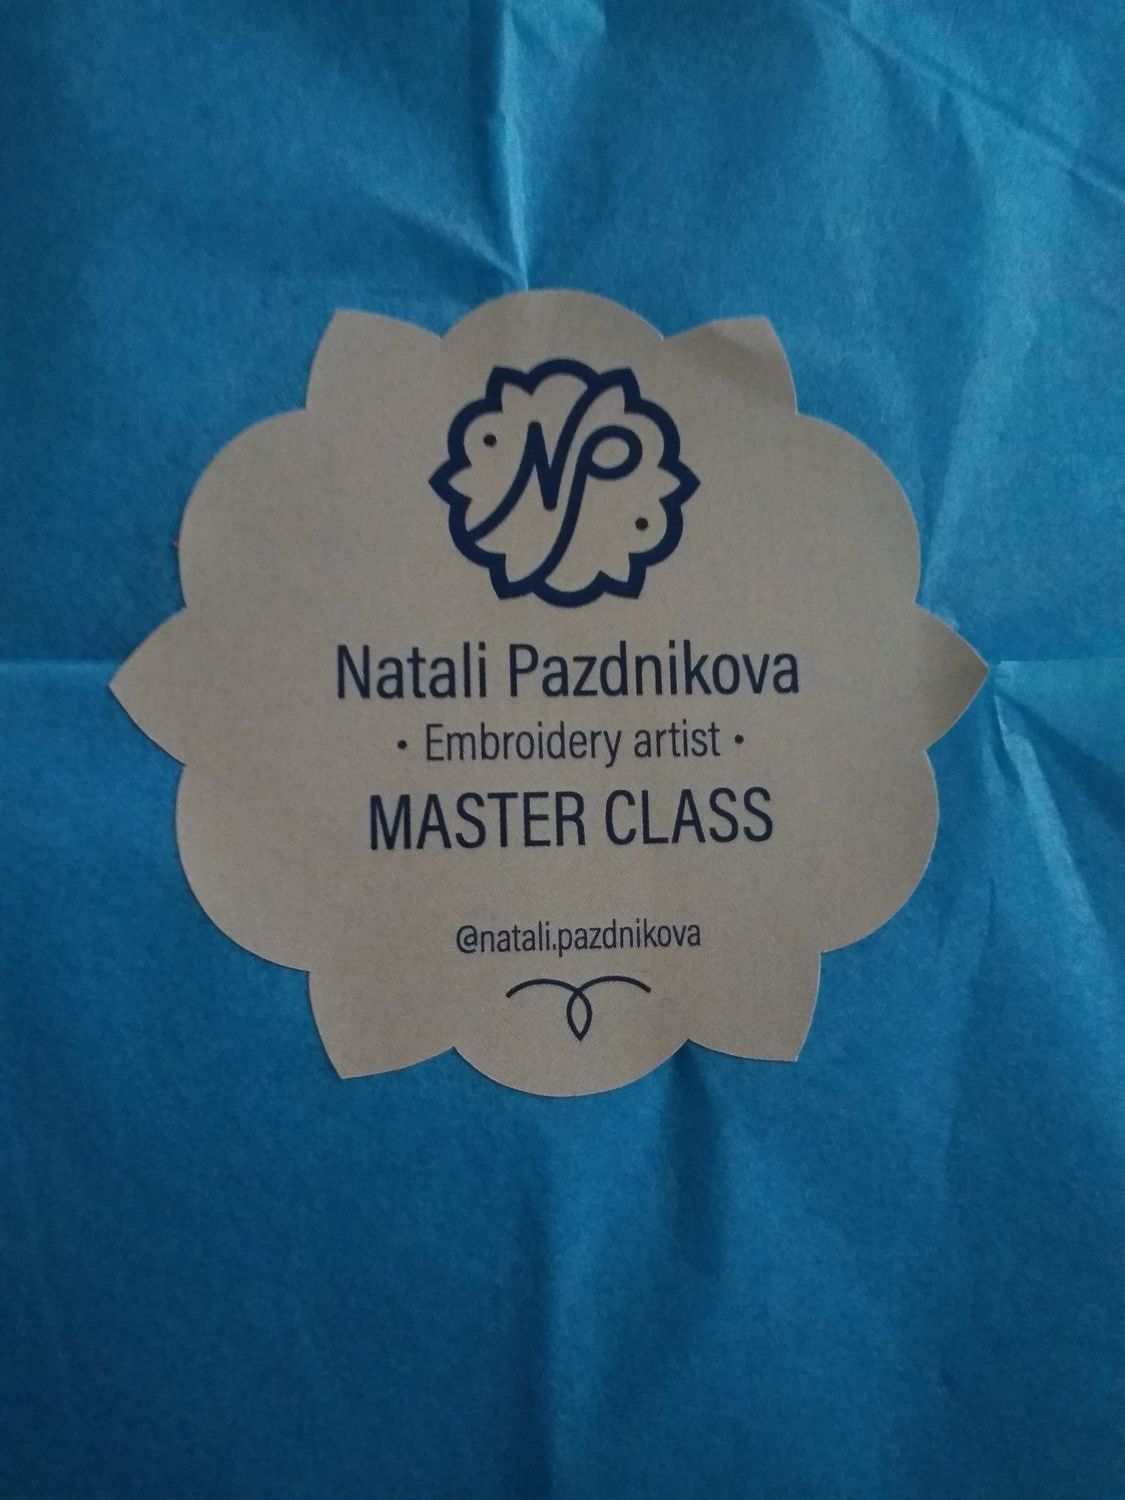 NP
Natali Pazdnikova
• Embroidery artist •
MASTER CLASS
@natali.pazdnikova